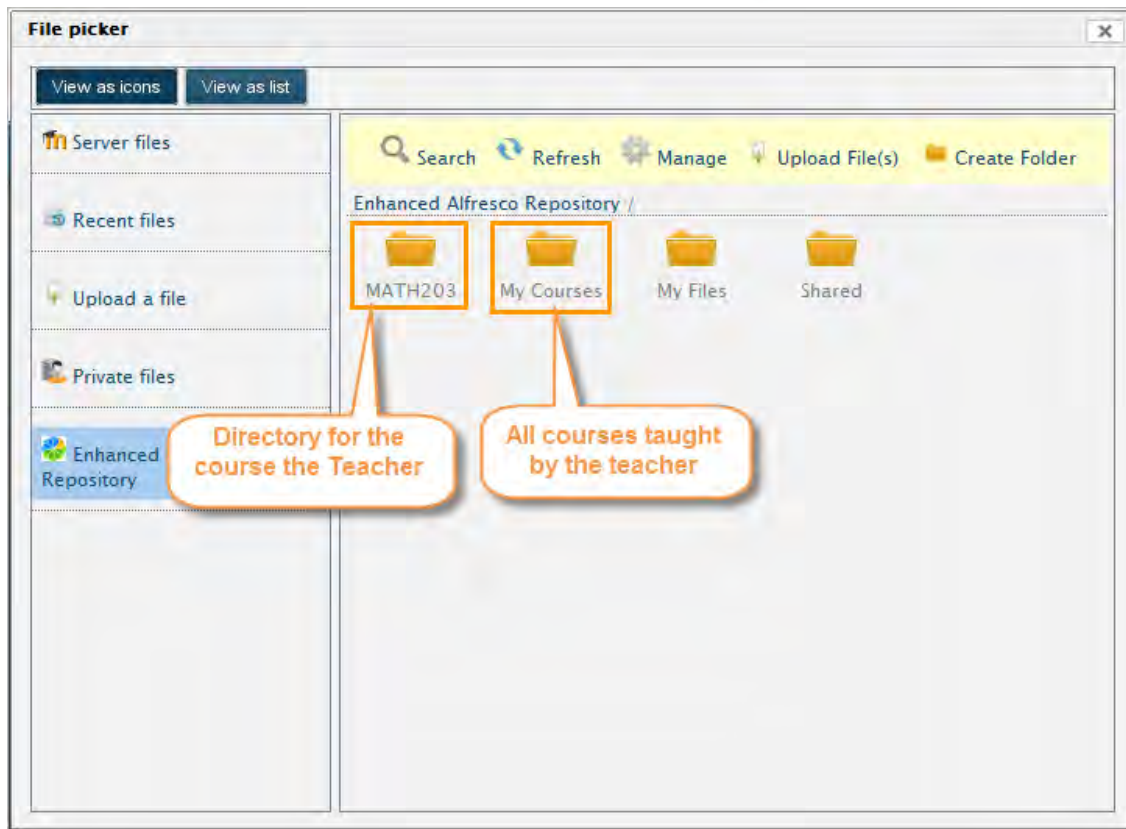 File picker
View as icons View as list
Server files
Recent files
Upload a file
Private files
Enhanced
Repository
Search Refresh Manage Upload File(s) Create Folder
Enhanced Alfresco Repository /
MATH203 My Courses My Files Shared
Directory for the
course the Teacher
All courses taught
by the teacher